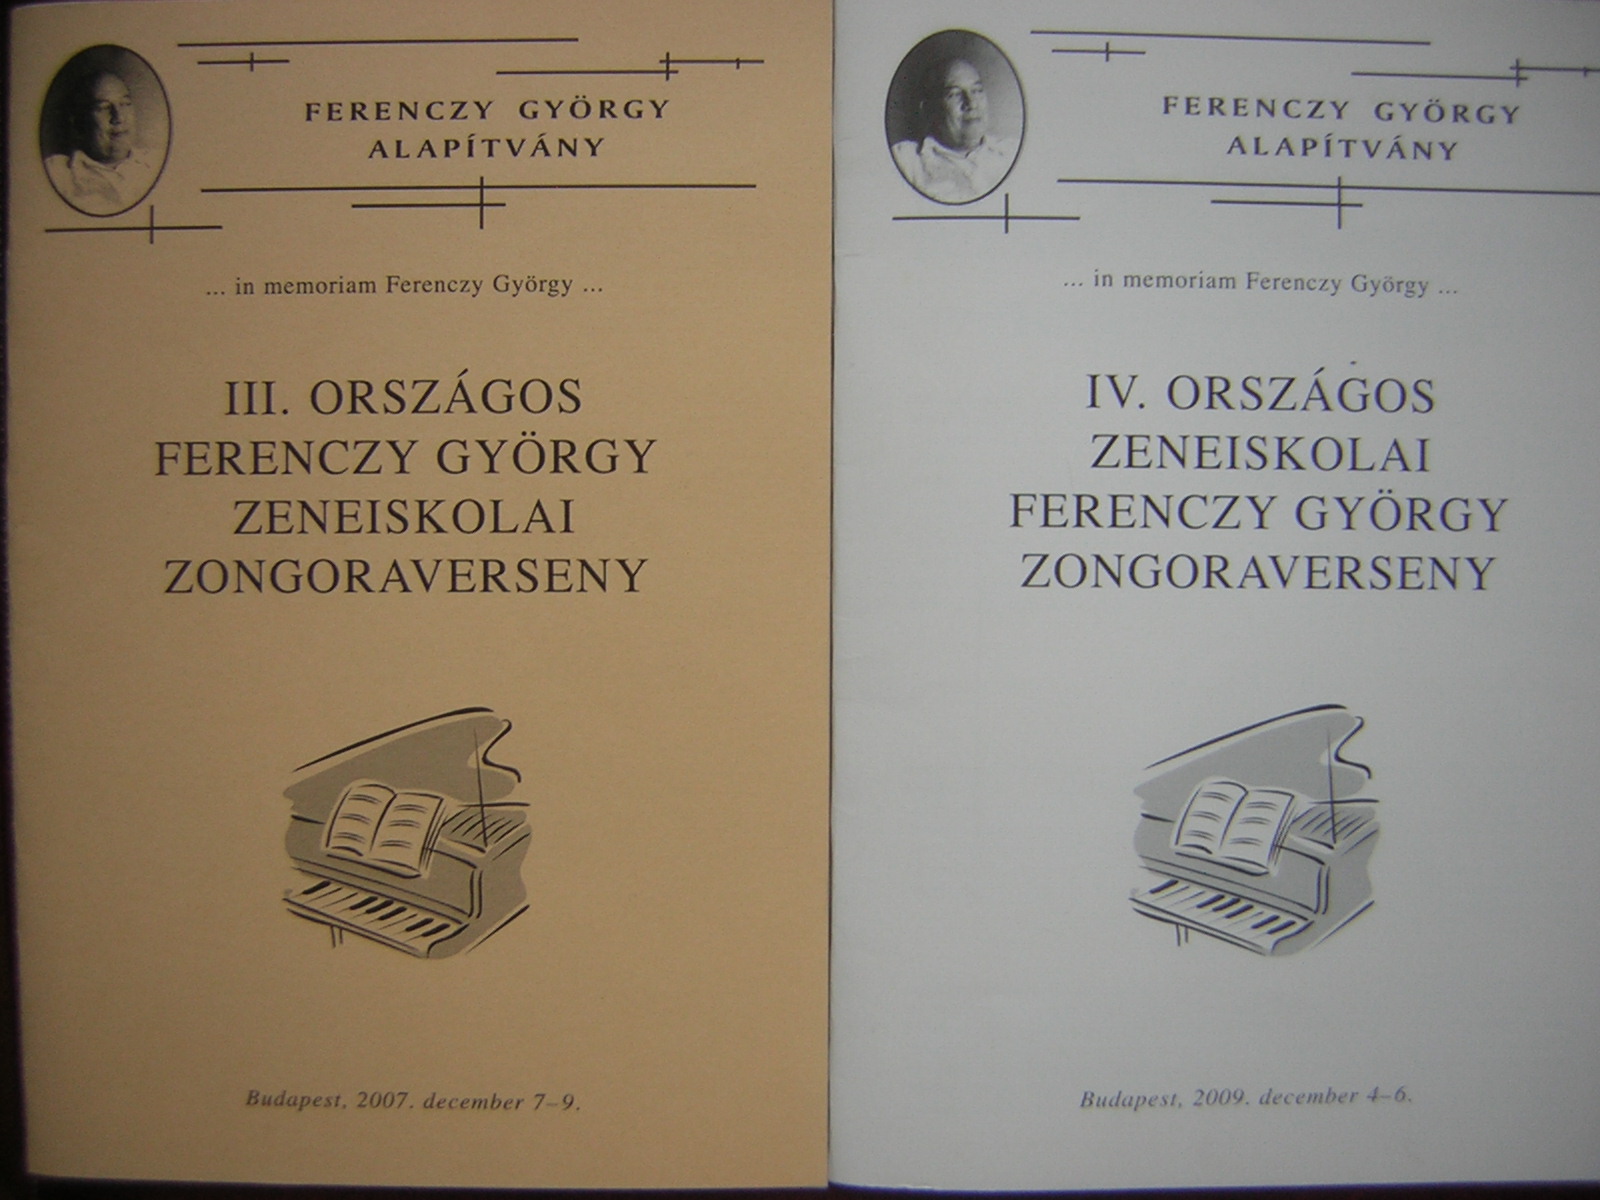 FERENCZY GYÖRGY
ALAPÍTVÁNY
... in memoriam Ferenczy György ...
III. ORSZÁGOS
FERENCZY GYÖRGY
ZENEISKOLAI
ZONGORAVERSENY
Budapest, 2007. december 7–9.
FERENCZY GYÖRGY
ALAPÍTVÁNY
... in memoriam Ferenczy György ...
IV. ORSZÁGOS
ZENEISKOLAI
FERENCZY GYÖRGY
ZONGORAVERSENY
Budapest, 2009. december 4–6.